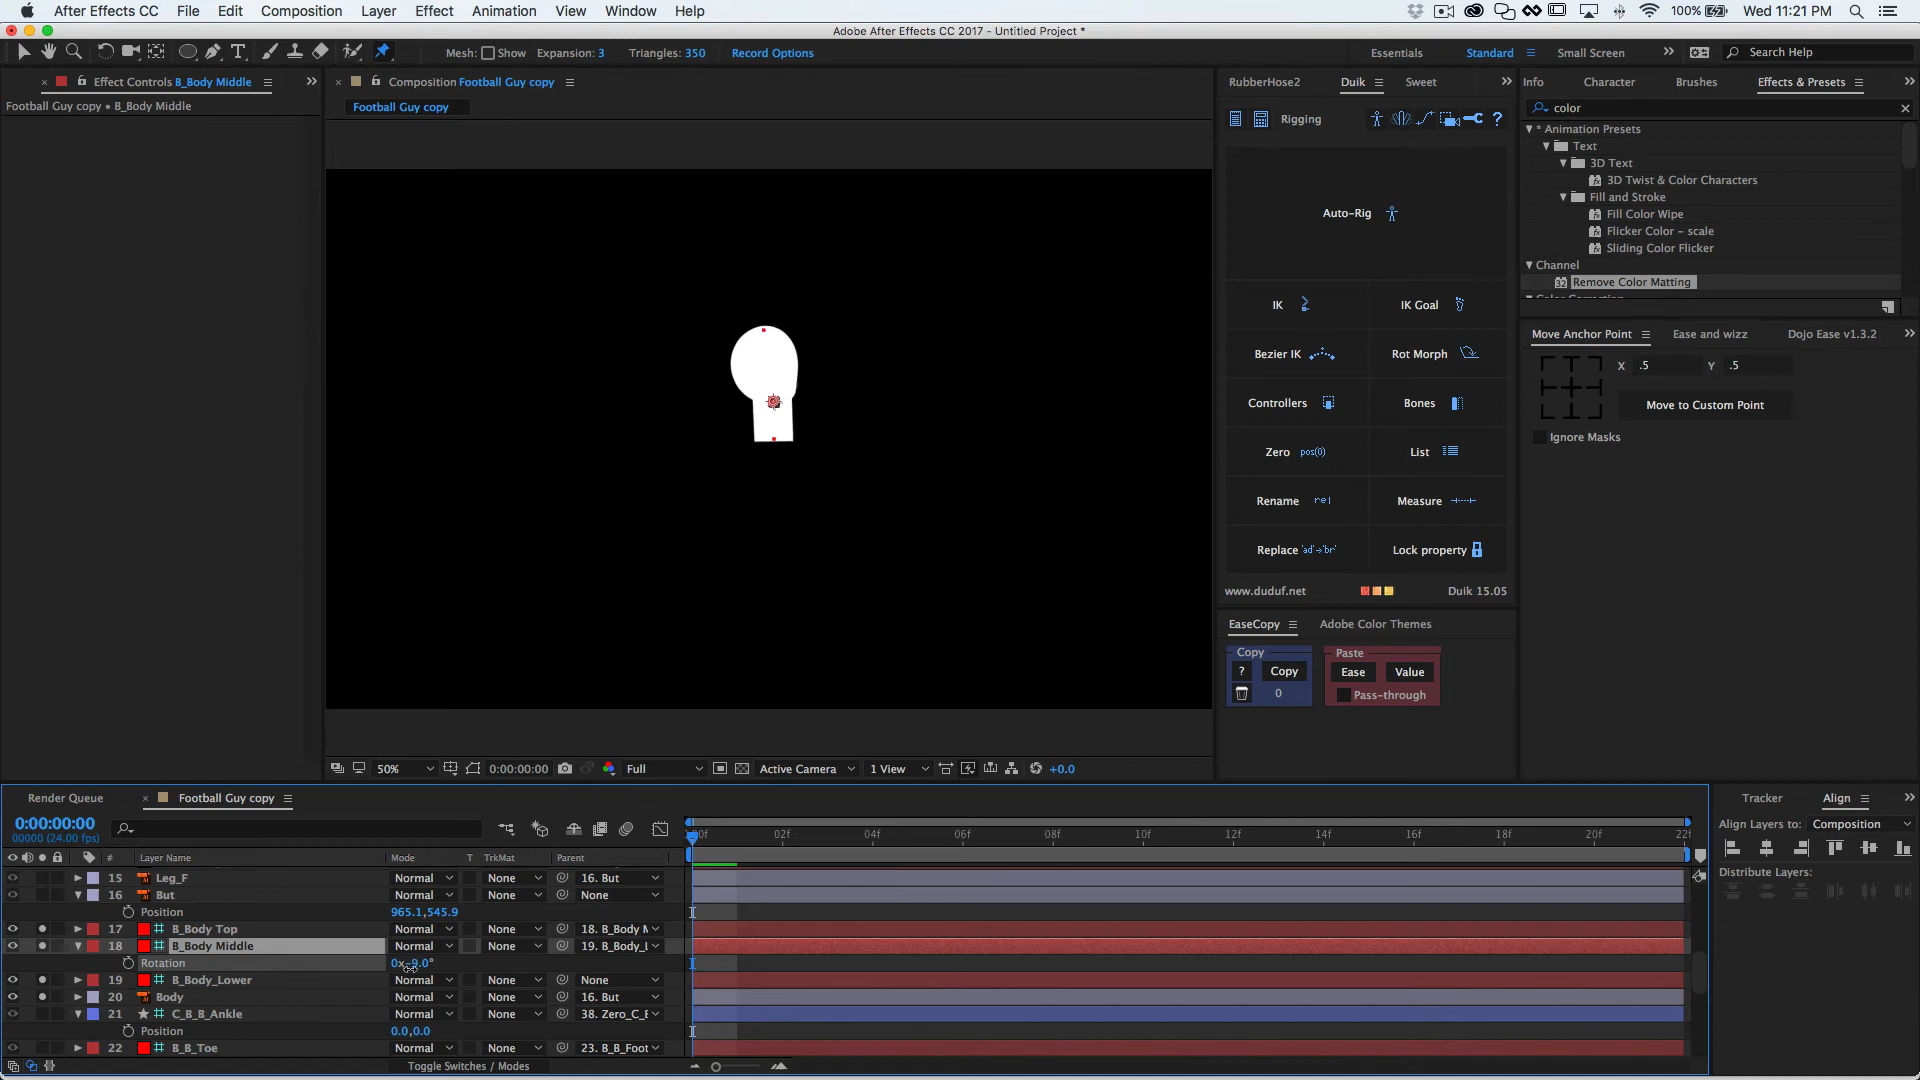 After Effects CC File Edit Composition Layer Effect Animation View Window Help 100% Wed 11:21 PM
Adobe After Effects CC 2017 - Untitled Project *
Mesh: Show Expansion: 3 Triangles: 350 Record Options Essentials Standard Small Screen Search Help
Effect Controls B_Body Middle
Composition Football Guy copy
RubberHose2 Duik Sweet
Info Character Brushes Effects & Presets
Football Guy copy • B_Body Middle
Football Guy copy
color
Rigging
* Animation Presets
Text
3D Text
3D Twist & Color Characters
Fill and Stroke
Fill Color Wipe
Flicker Color - scale
Sliding Color Flicker
Channel
Remove Color Matting
Auto-Rig
IK IK Goal
Bezier IK Rot Morph
Controllers Bones
Zero pos(0) List
Rename Measure
Replace Lock property
www.duduf.net Duik 15.05
Move Anchor Point Ease and wizz Dojo Ease v1.3.2
X .5 Y .5
Move to Custom Point
Ignore Masks
EaseCopy Adobe Color Themes
Copy Paste
? Copy Ease Value
0 Pass-through
50% 0:00:00:00 Full Active Camera 1 View +0.0
Render Queue Football Guy copy
Tracker Align
0:00:00:00
00000 (24.00 fps)
Align Layers to: Composition
02f 04f 06f 08f 10f 12f 14f 16f 18f 20f
# Layer Name Mode T TrkMat Parent
Distribute Layers:
15 Leg_F Normal None 16. But
16 But Normal None None
Position 965.1,545.9
17 B_Body Top Normal None 18. B_Body M
18 B_Body Middle Normal None 19. B_Body_L
Rotation
19 B_Body_Lower Normal None None
20 Body Normal None 16. But
21 C_B_B_Ankle Normal None 38. Zero_C_E
Position 0.0,0.0
22 B_B_Toe Normal None 23. B_B_Foot
Toggle Switches / Modes